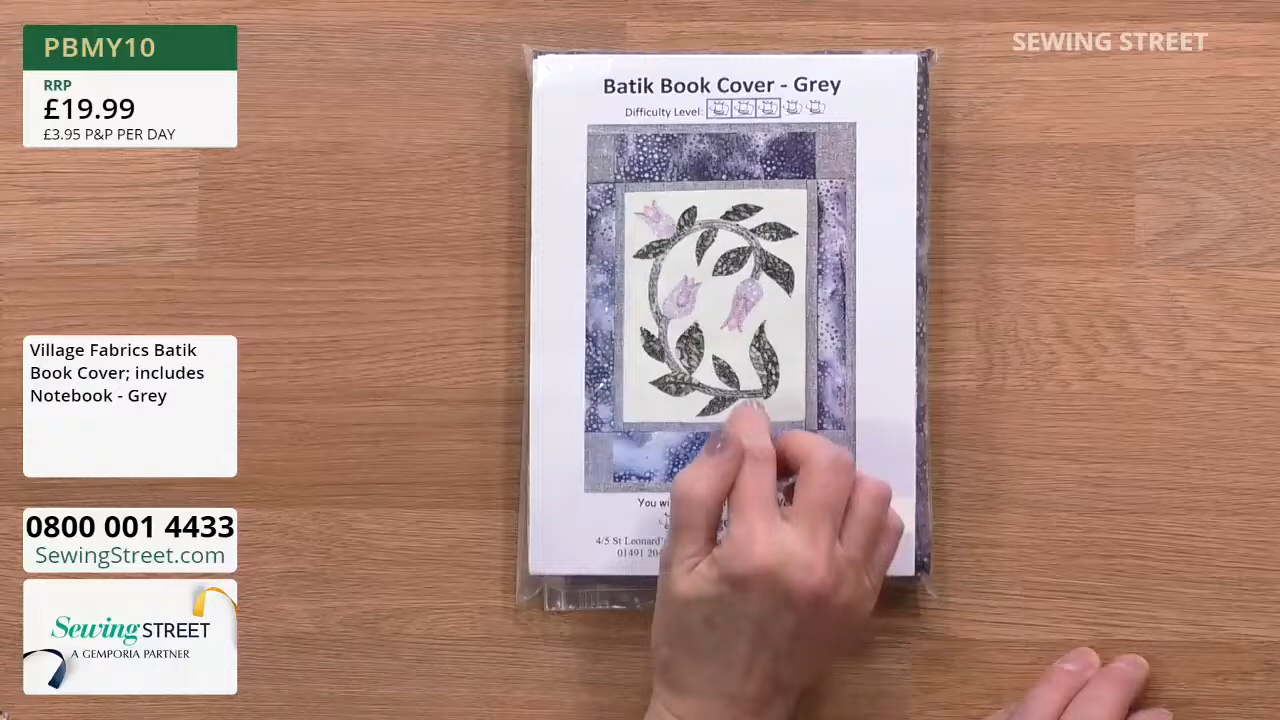 PBMY10
RRP
£19.99
£3.95 P&P PER DAY
Village Fabrics Batik
Book Cover; includes
Notebook - Grey
0800 001 4433
SewingStreet.com
Sewing STREET
A GEMPORIA PARTNER
SEWING STREET
Batik Book Cover - Grey
Difficulty Level:
You
4/5 St Leonard's
01491